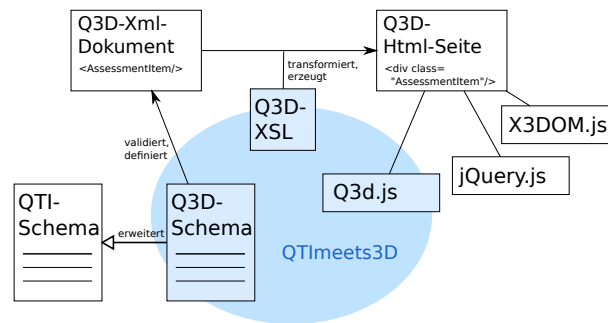 Q3D-Xml-
Dokument
<AssessmentItem/>
Q3D-
Html-Seite
<div class=
"AssessmentItem"/>
transformiert,
erzeugt
Q3D-
XSL
X3DOM.js
jQuery.js
Q3d.js
validiert,
definiert
QTI-
Schema
erweitert
Q3D-
Schema
QTImeets3D